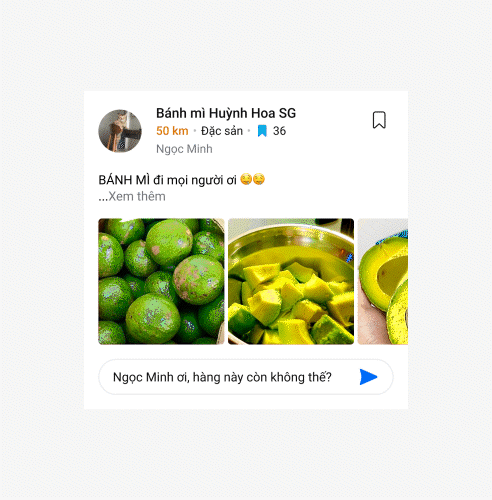 Bánh mì Huỳnh Hoa SG
50 km • Đặc sản • 36
Ngọc Minh
BÁNH MÌ đi mọi người ơi 🤤🤤
...Xem thêm
Ngọc Minh ơi, hàng này còn không thế?